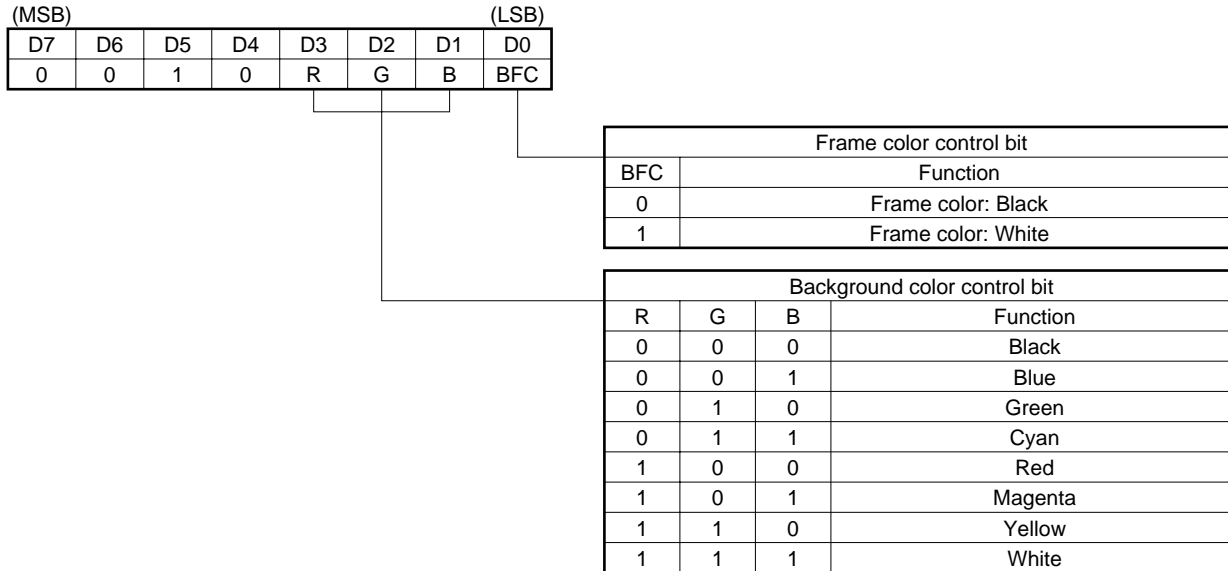 (MSB) (LSB)
D7 D6 D5 D4 D3 D2 D1 D0
0 0 1 0 R G B BFC
Frame color control bit
BFC Function
0 Frame color: Black
1 Frame color: White
Background color control bit
R G B Function
0 0 0 Black
0 0 1 Blue
0 1 0 Green
0 1 1 Cyan
1 0 0 Red
1 0 1 Magenta
1 1 0 Yellow
1 1 1 White